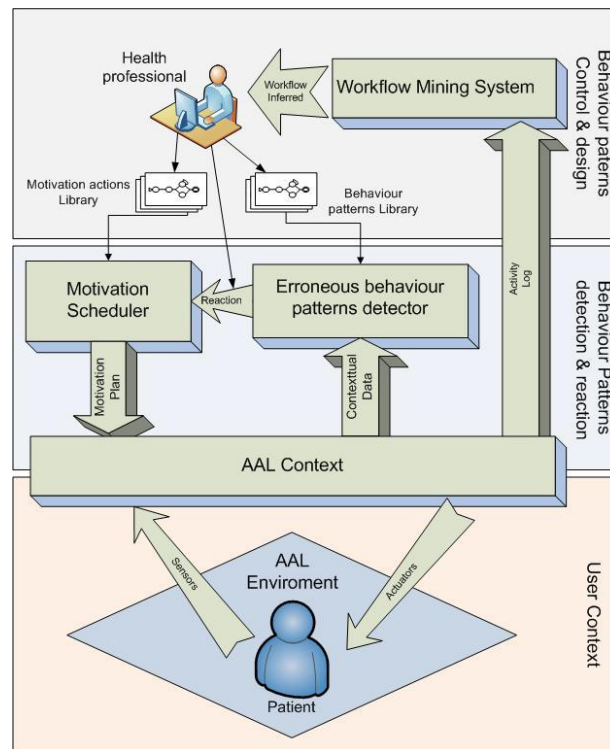 Health
professional
Workflow
Inferred
Workflow Mining System
Behaviour paterns
Control & design
Motivation actions
Library
Behaviour
patterns Library
Motivation
Scheduler
Reaction
Erroneous behaviour
patterns detector
Activity
Log
Behaviour Patterns
detection & reaction
Motivation
Plan
Contexttual
Data
AAL Context
Sensors
AAL
Enviroment
Actuators
Patient
User Context